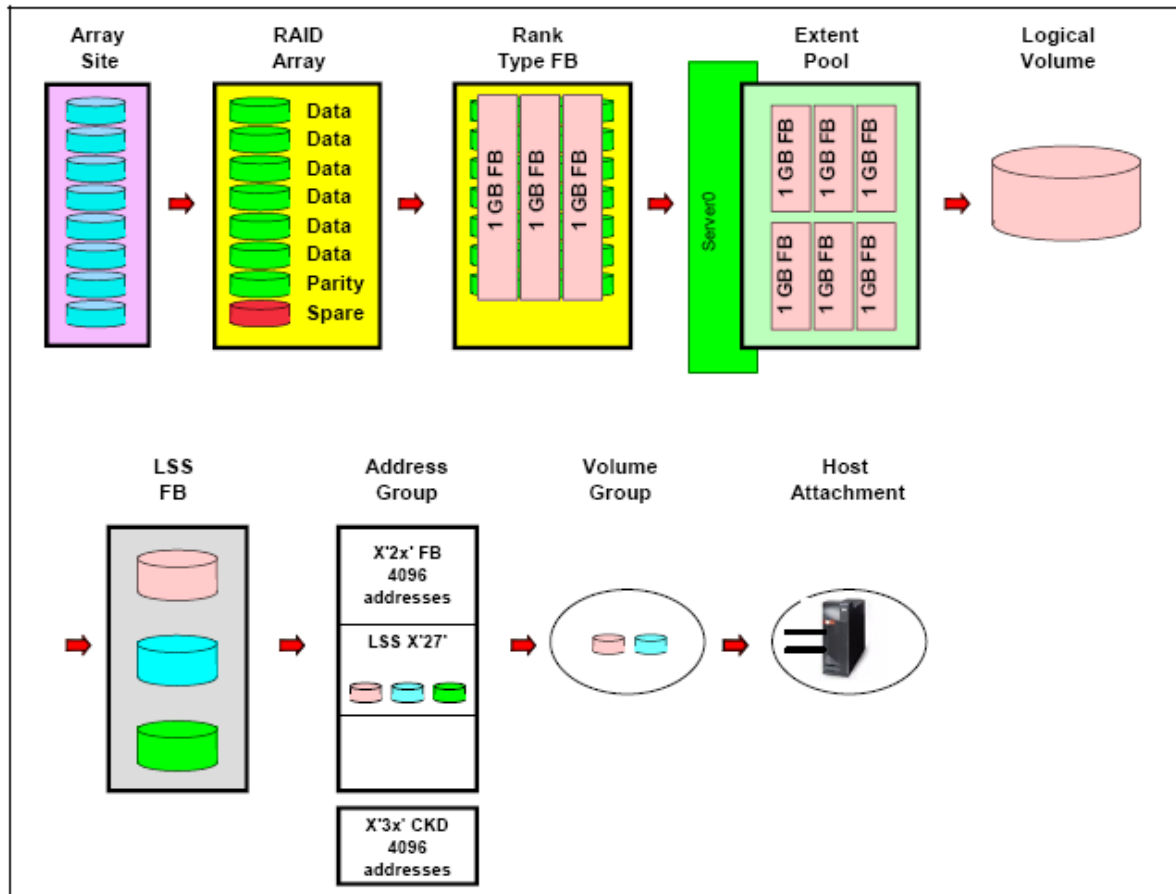 Array
Site
RAID
Array
Rank
Type FB
Extent
Pool
Logical
Volume
Data
Data
Data
Data
Data
Data
Parity
Spare
1 GB FB
1 GB FB
1 GB FB
Server0
1 GB FB
1 GB FB
1 GB FB
1 GB FB
1 GB FB
1 GB FB
LSS
FB
Address
Group
Volume
Group
Host
Attachment
X'2x' FB
4096
addresses
LSS X'27'
X'3x' CKD
4096
addresses